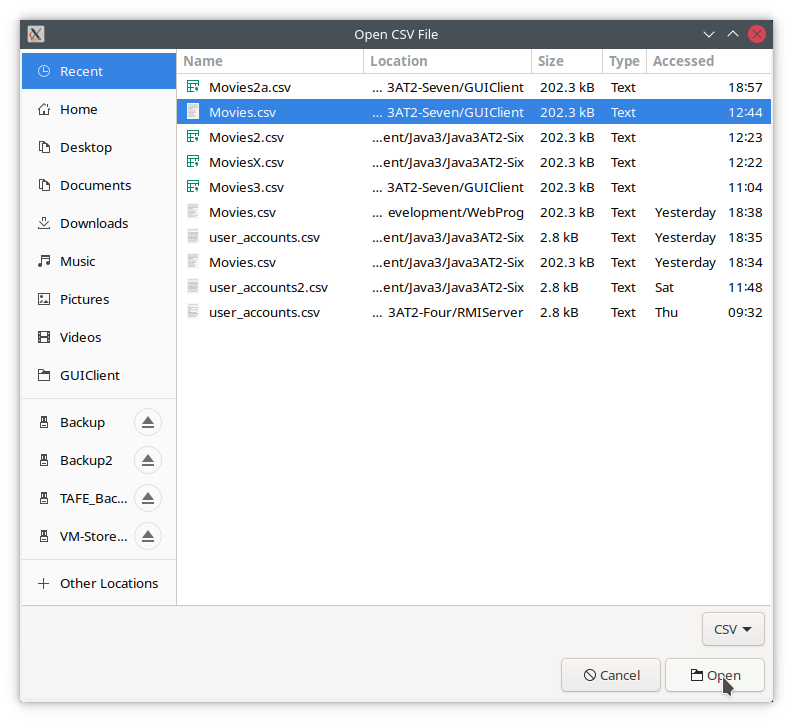 Open CSV File
Recent
Home
Desktop
Documents
Downloads
Music
Pictures
Videos
GUIClient
Backup
Backup2
TAFE_Bac...
VM-Store...
Other Locations
Name Location Size Type Accessed
Movies2a.csv ... 3AT2-Seven/GUIClient 202.3 kB Text 18:57
Movies.csv ... 3AT2-Seven/GUIClient 202.3 kB Text 12:44
Movies2.csv ...ent/Java3/Java3AT2-Six 202.3 kB Text 12:23
MoviesX.csv ...ent/Java3/Java3AT2-Six 202.3 kB Text 12:22
Movies3.csv ... 3AT2-Seven/GUIClient 202.3 kB Text 11:04
Movies.csv ... evelopment/WebProg 202.3 kB Text Yesterday 18:38
user_accounts.csv ...ent/Java3/Java3AT2-Six 2.8 kB Text Yesterday 18:35
Movies.csv ...ent/Java3/Java3AT2-Six 202.3 kB Text Yesterday 18:34
user_accounts2.csv ...ent/Java3/Java3AT2-Six 2.8 kB Text Sat 11:48
user_accounts.csv ... 3AT2-Four/RMIServer 2.8 kB Text Thu 09:32
CSV
Cancel Open